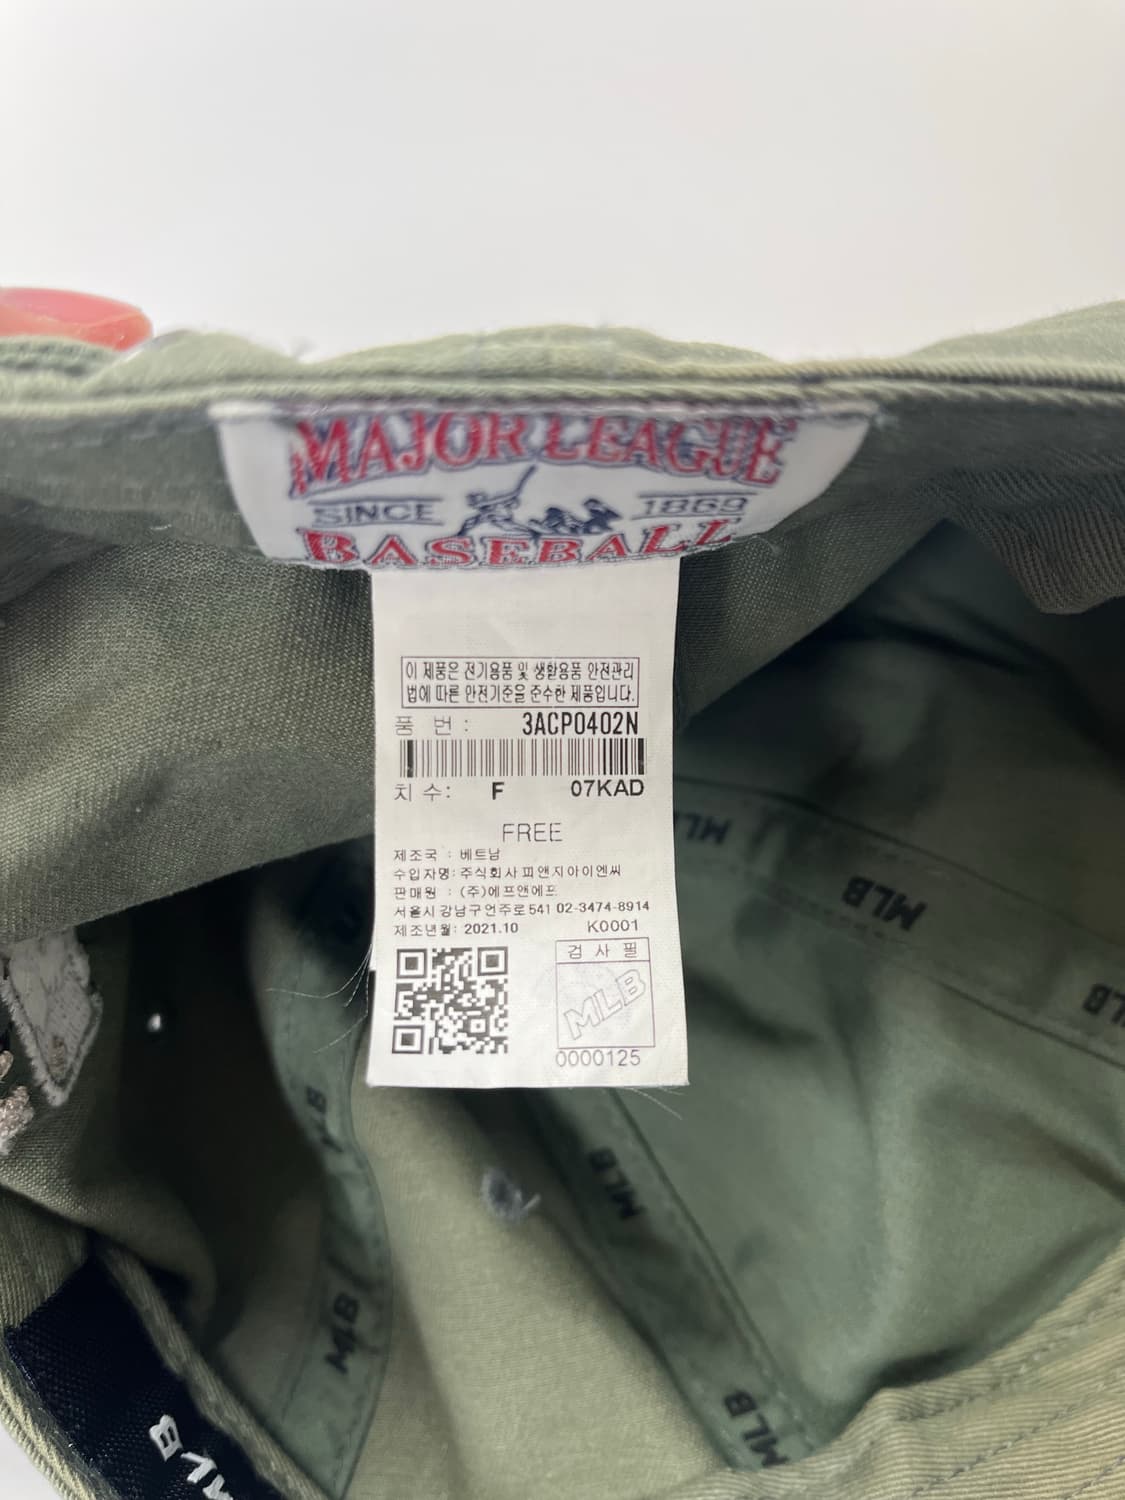 MAJOR LEAGUE
SINCE 1869
BASEBALL
이 제품은 전기용품 및 생활용품 안전관리
법에 따른 안전기준을 준수한 제품입니다.
품 번 : 3ACP0402N
치 수: F 07KAD
FREE
제조국 : 베트남
수입자명: 주식회사 피앤지아이엔씨
판매원 : (주)에프앤에프
서울시 강남구 언주로 541 02-3474-8914
제조년월: 2021.10 K0001
검 사 필
MLB
0000125
MLB
MLB
MLB
MLB
MLB